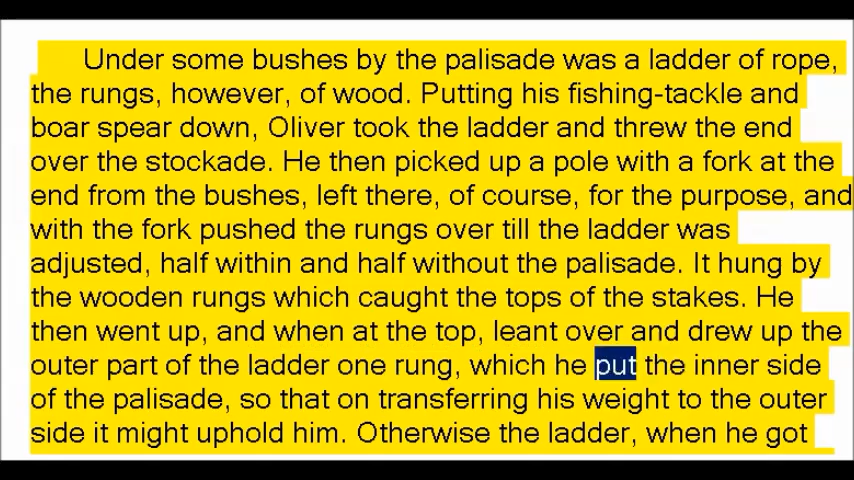 Under some bushes by the palisade was a ladder of rope,
the rungs, however, of wood. Putting his fishing-tackle and
boar spear down, Oliver took the ladder and threw the end
over the stockade. He then picked up a pole with a fork at the
end from the bushes, left there, of course, for the purpose, and
with the fork pushed the rungs over till the ladder was
adjusted, half within and half without the palisade. It hung by
the wooden rungs which caught the tops of the stakes. He
then went up, and when at the top, leant over and drew up the
outer part of the ladder one rung, which he put the inner side
of the palisade, so that on transferring his weight to the outer
side it might uphold him. Otherwise the ladder, when he got